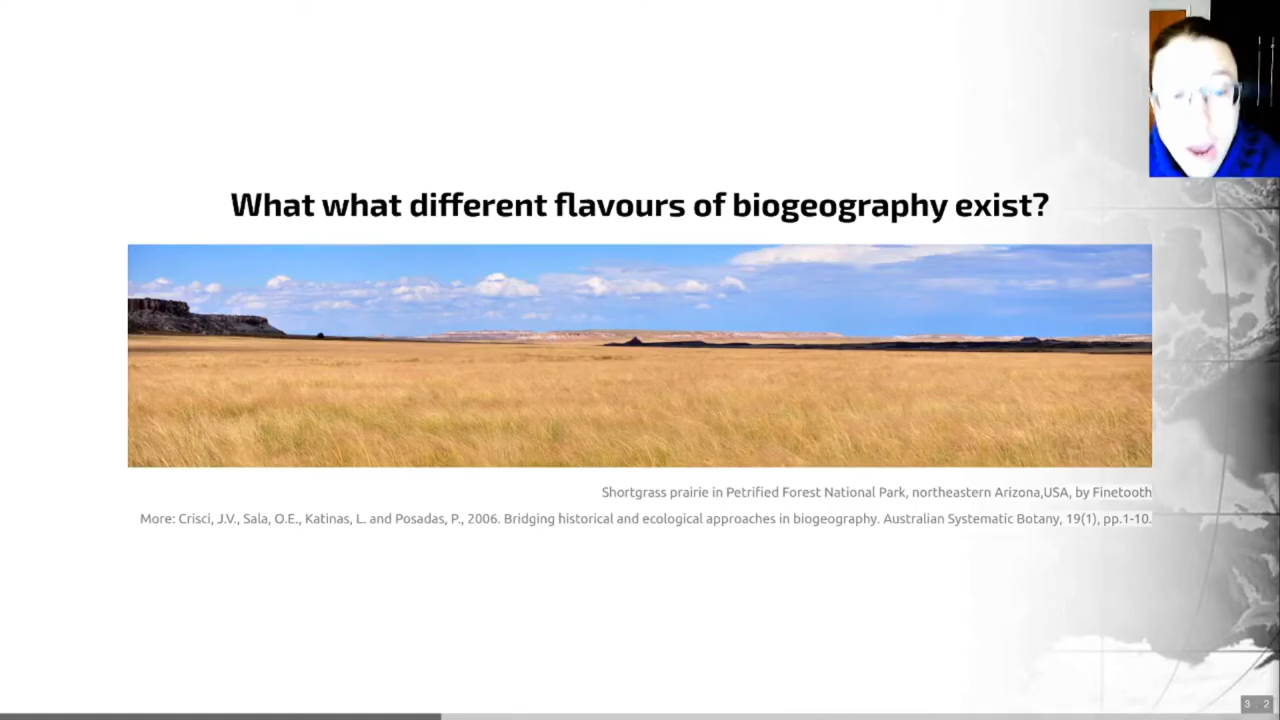 What what different flavours of biogeography exist?
Shortgrass prairie in Petrified Forest National Park, northeastern Arizona,USA, by Finetooth
More: Crisci, J.V., Sala, O.E., Katinas, L. and Posadas, P., 2006. Bridging historical and ecological approaches in biogeography. Australian Systematic Botany, 19(1), pp.1-10.
3 . 2